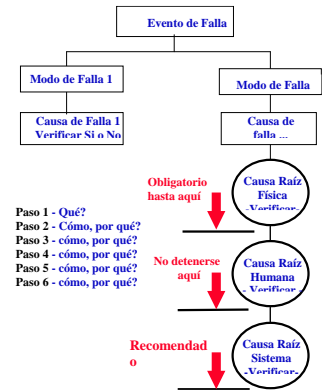 Evento de Falla
Modo de Falla 1
Modo de Falla
Causa de Falla 1
Verificar Si o No
Causa de
falla ...
Causa Raíz
Física
-Verificar-
Obligatorio
hasta aquí
Paso 1 - Qué?
Paso 2 - Cómo, por qué?
Paso 3 - cómo, por qué?
Paso 4 - cómo, por qué?
Paso 5 - cómo, por qué?
Paso 6 - cómo, por qué?
No detenerse
aquí
Causa Raíz
Humana
- Verificar -
Recomendad
o
Causa Raíz
Sistema
-Verificar-